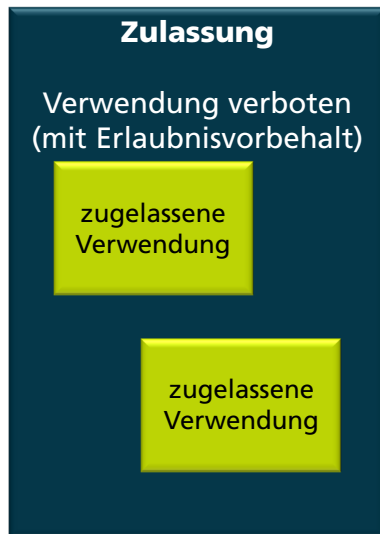 Zulassung
Verwendung verboten
(mit Erlaubnisvorbehalt)
zugelassene
Verwendung
zugelassene
Verwendung